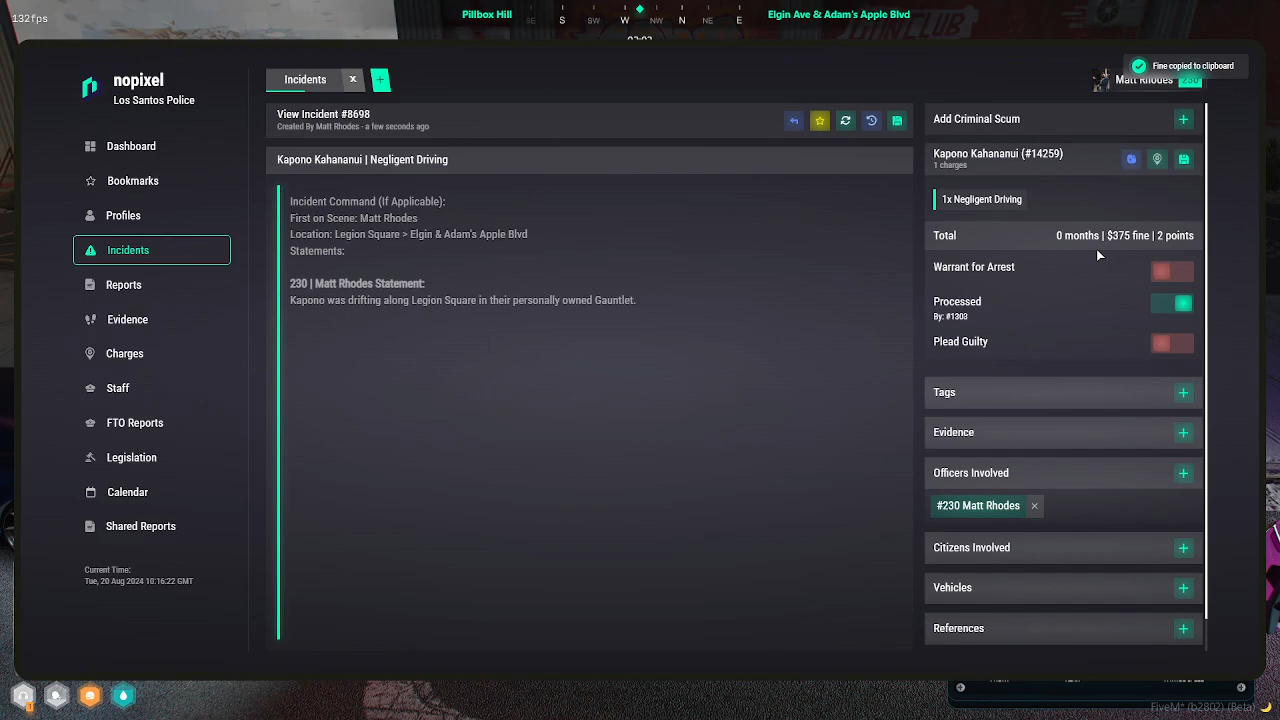 132fps
Pillbox Hill
SE S SW W NW N NE E
Elgin Ave & Adam's Apple Blvd
nopixel
Los Santos Police
Incidents x +
Fine copied to clipboard
Matt Rhodes 230
View Incident #8698
Created By Matt Rhodes - a few seconds ago
Kapono Kahananui | Negligent Driving
Incident Command (If Applicable):
First on Scene: Matt Rhodes
Location: Legion Square > Elgin & Adam's Apple Blvd
Statements:
230 | Matt Rhodes Statement:
Kapono was drifting along Legion Square in their personally owned Gauntlet.
Dashboard
Bookmarks
Profiles
Incidents
Reports
Evidence
Charges
Staff
FTO Reports
Legislation
Calendar
Shared Reports
Current Time:
Tue, 20 Aug 2024 10:16:22 GMT
Add Criminal Scum +
Kapono Kahananui (#14259)
1 charges
1x Negligent Driving
Total 0 months | $375 fine | 2 points
Warrant for Arrest
Processed
By: #1303
Plead Guilty
Tags +
Evidence +
Officers Involved +
#230 Matt Rhodes x
Citizens Involved +
Vehicles +
References +
FiveM* (b2802) (Beta)